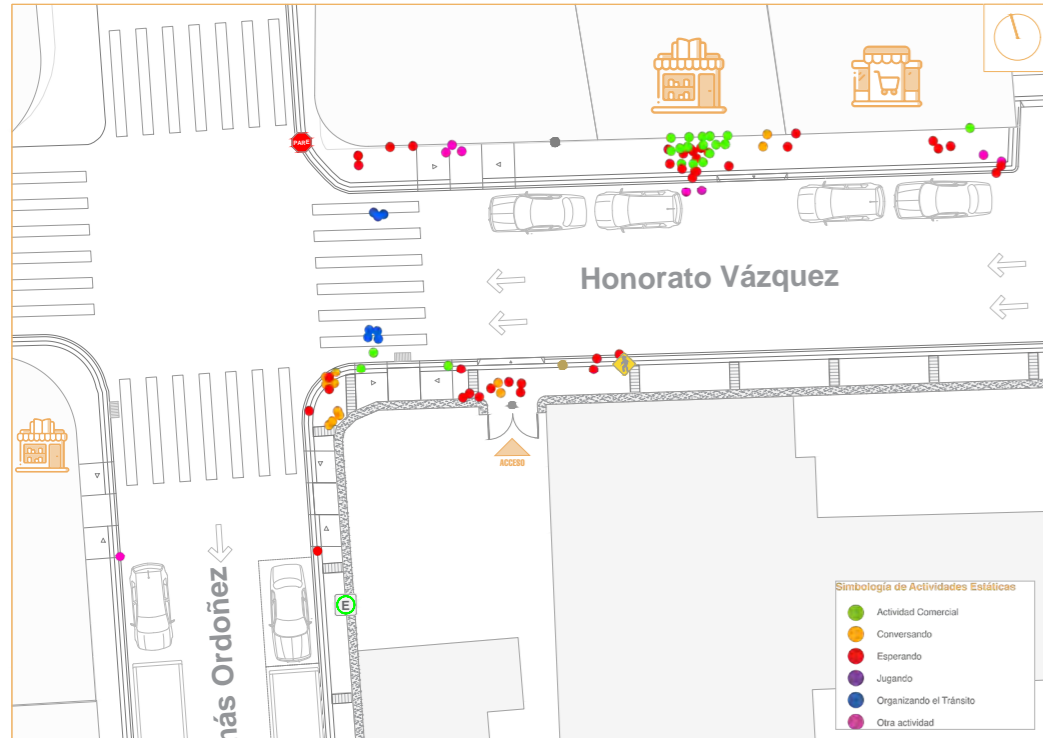 PARE
Honorato Vázquez
ACCESO
E
más Ordoñez
Simbología de Actividades Estáticas
Actividad Comercial
Conversando
Esperando
Jugando
Organizando el Tránsito
Otra actividad